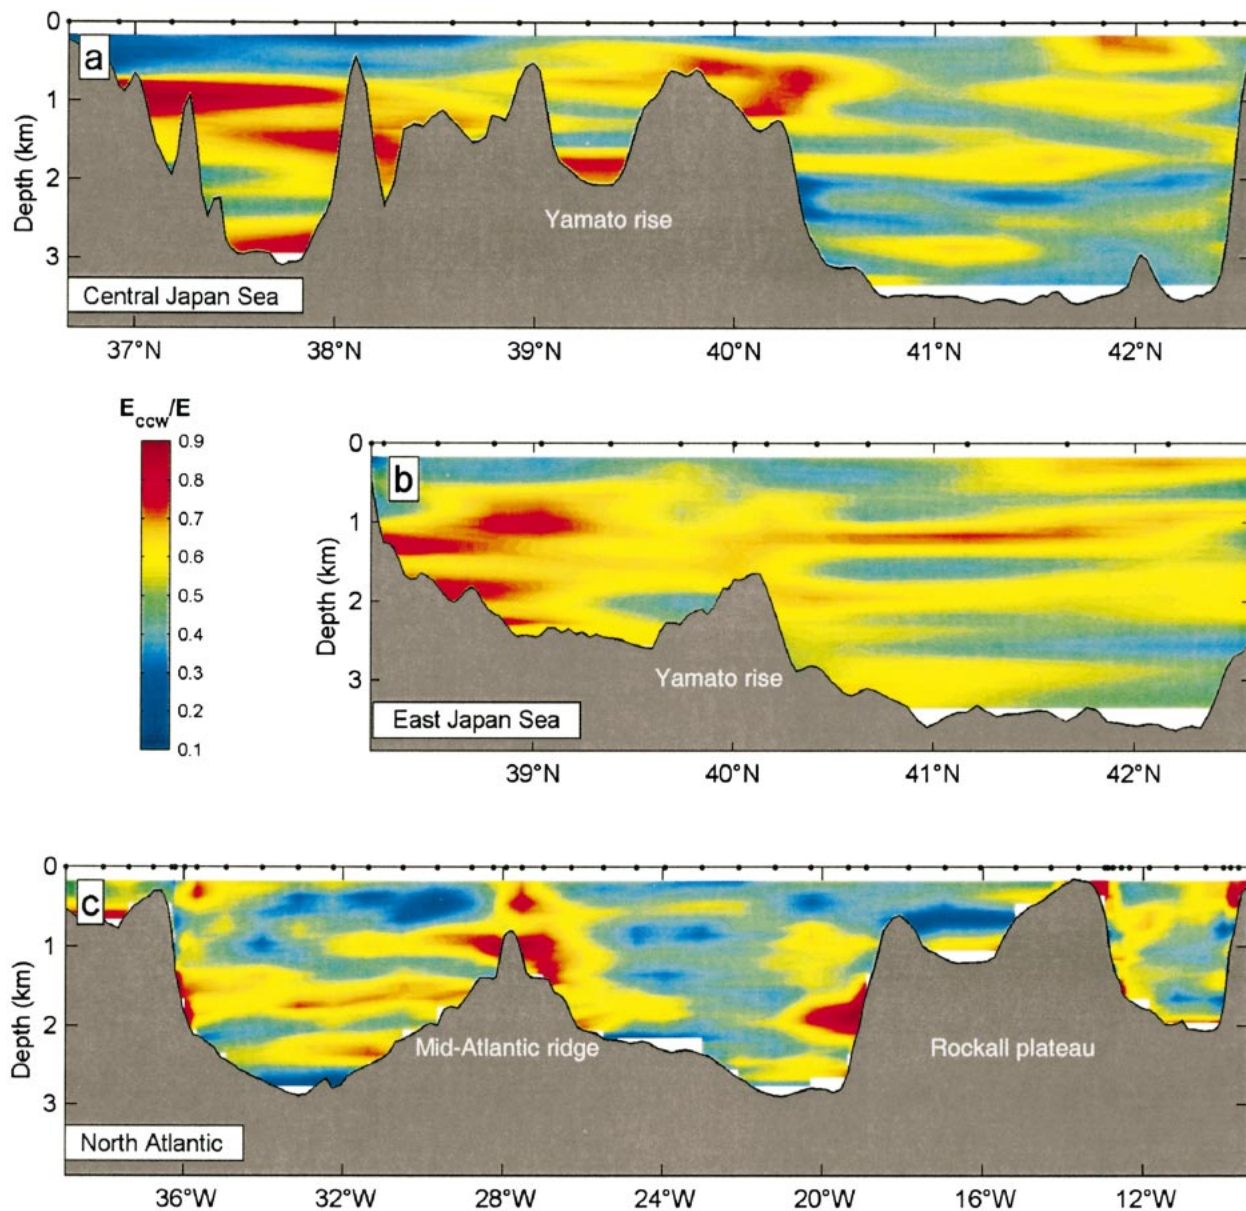 0
a
1
2
3
Depth (km)
Yamato rise
Central Japan Sea
37°N 38°N 39°N 40°N 41°N 42°N
E_ccw/E
0.9
0.8
0.7
0.6
0.5
0.4
0.3
0.2
0.1
0
b
1
2
3
Depth (km)
Yamato rise
East Japan Sea
39°N 40°N 41°N 42°N
0
c
1
2
3
Depth (km)
Mid-Atlantic ridge
Rockall plateau
North Atlantic
36°W 32°W 28°W 24°W 20°W 16°W 12°W